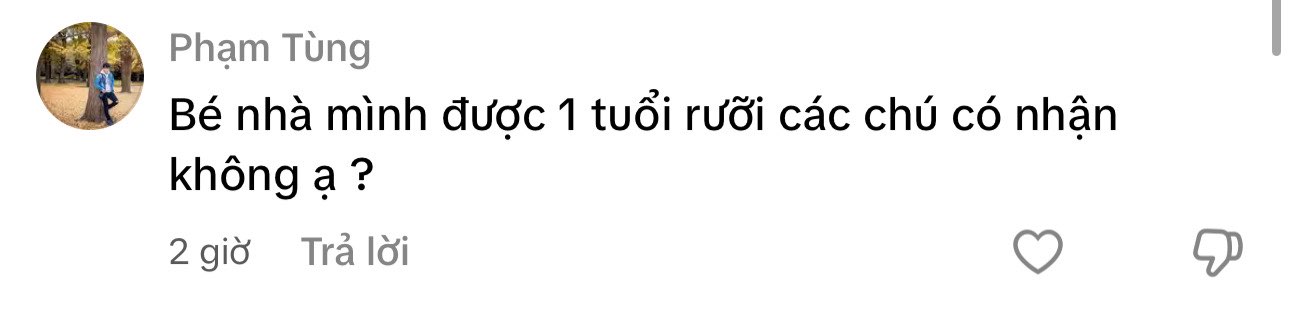 Phạm Tùng
Bé nhà mình được 1 tuổi rưỡi các chú có nhận
không ạ ?
2 giờ Trả lời